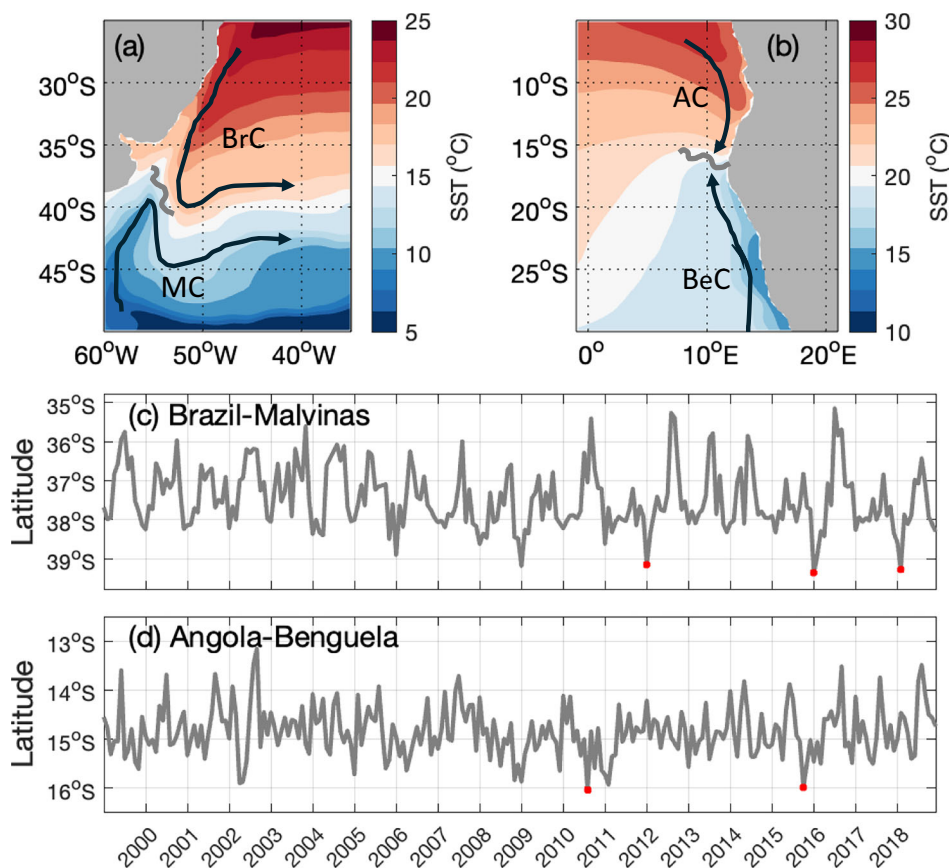 (a)
BrC
MC
30°S
35°S
40°S
45°S
60°W
50°W
40°W
25
20
15
10
5
SST (°C)
(b)
AC
BeC
10°S
15°S
20°S
25°S
0°
10°E
20°E
30
25
20
15
10
SST (°C)
(c) Brazil-Malvinas
Latitude
35°S
36°S
37°S
38°S
39°S
(d) Angola-Benguela
Latitude
13°S
14°S
15°S
16°S
2000
2001
2002
2003
2004
2005
2006
2007
2008
2009
2010
2011
2012
2013
2014
2015
2016
2017
2018